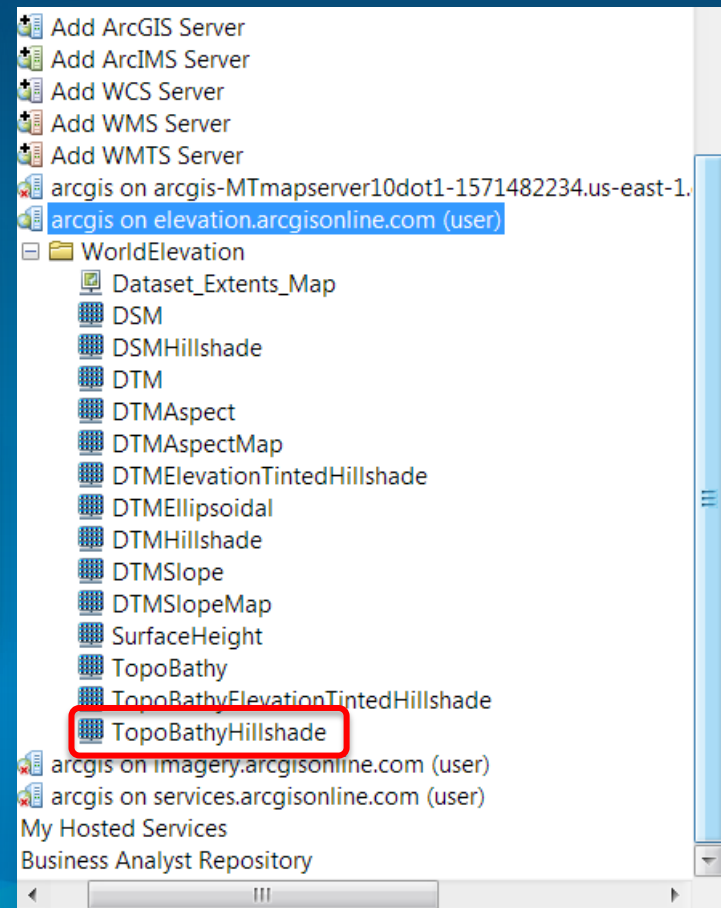 Add ArcGIS Server
Add ArcIMS Server
Add WCS Server
Add WMS Server
Add WMTS Server
arcgis on arcgis-MTmapserver10dot1-1571482234.us-east-1.
arcgis on elevation.arcgisonline.com (user)
WorldElevation
Dataset_Extents_Map
DSM
DSMHillshade
DTM
DTMAspect
DTMAspectMap
DTMElevationTintedHillshade
DTMEllipsoidal
DTMHillshade
DTMSlope
DTMSlopeMap
SurfaceHeight
TopoBathy
TopoBathyElevationTintedHillshade
TopoBathyHillshade
arcgis on imagery.arcgisonline.com (user)
arcgis on services.arcgisonline.com (user)
My Hosted Services
Business Analyst Repository